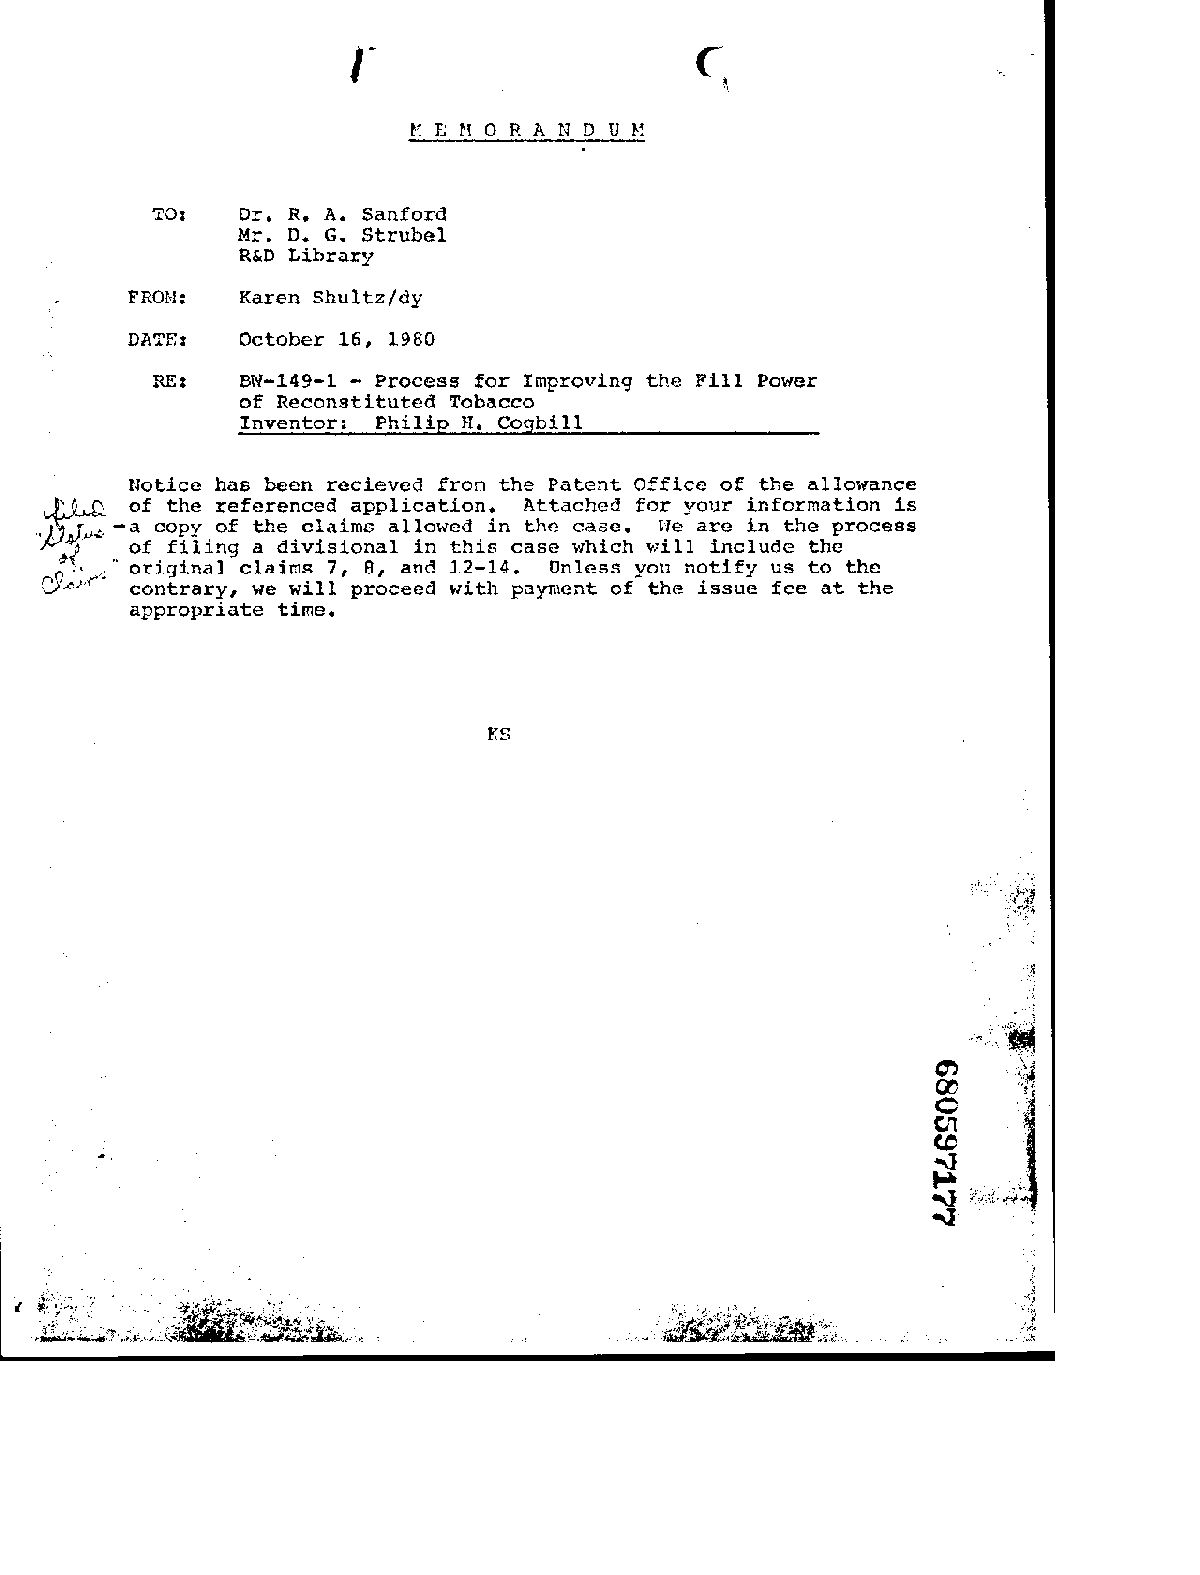 M E M O R A N D U M
TO: Dr. R. A. Sanford
Mr. D. G. Strubel
R&D Library
FROM: Karen Shultz/dy
DATE: October 16, 1980
RE: BW-149-1 - Process for Improving the Fill Power
of Reconstituted Tobacco
Inventor: Philip H. Cogbill
Notice has been recieved fron the Patent Office of the allowance
of the referenced application. Attached for your information is
a copy of the claims allowed in the case. We are in the process
of filing a divisional in this case which will include the
original claims 7, 8, and 12-14. Unless you notify us to the
contrary, we will proceed with payment of the issue fee at the
appropriate time.
filed
"Status
of
Claims"
KS
680597177